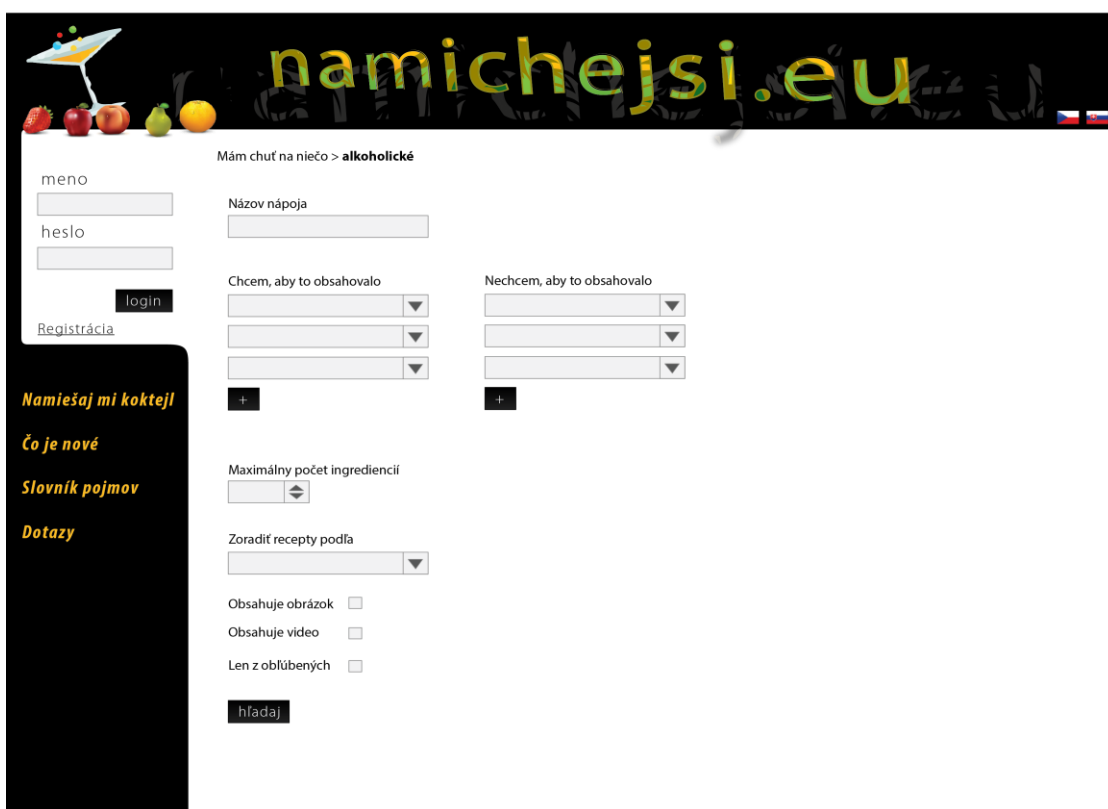 namichejsi.eu
Mám chuť na niečo > alkoholické
meno
heslo
login
Registrácia
Namiešaj mi koktejl
Čo je nové
Slovník pojmov
Dotazy
Názov nápoja
Chcem, aby to obsahovalo
Nechcem, aby to obsahovalo
+
+
Maximálny počet ingrediencií
Zoradiť recepty podľa
Obsahuje obrázok
Obsahuje video
Len z obľúbených
hľadaj